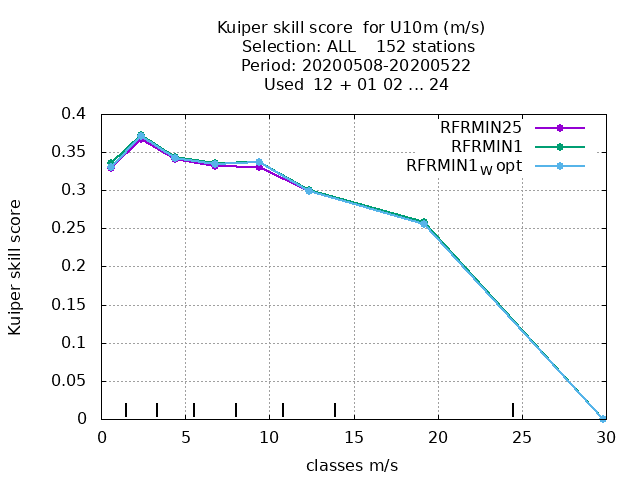 Kuiper skill score  for U10m (m/s)
Selection: ALL    152 stations
Period: 20200508-20200522
Used  12 + 01 02 ... 24
RFRMIN25
RFRMIN1
RFRMIN1W opt
0.4
0.35
0.3
0.25
0.2
0.15
0.1
0.05
0
Kuiper skill score
0 5 10 15 20 25 30
classes m/s